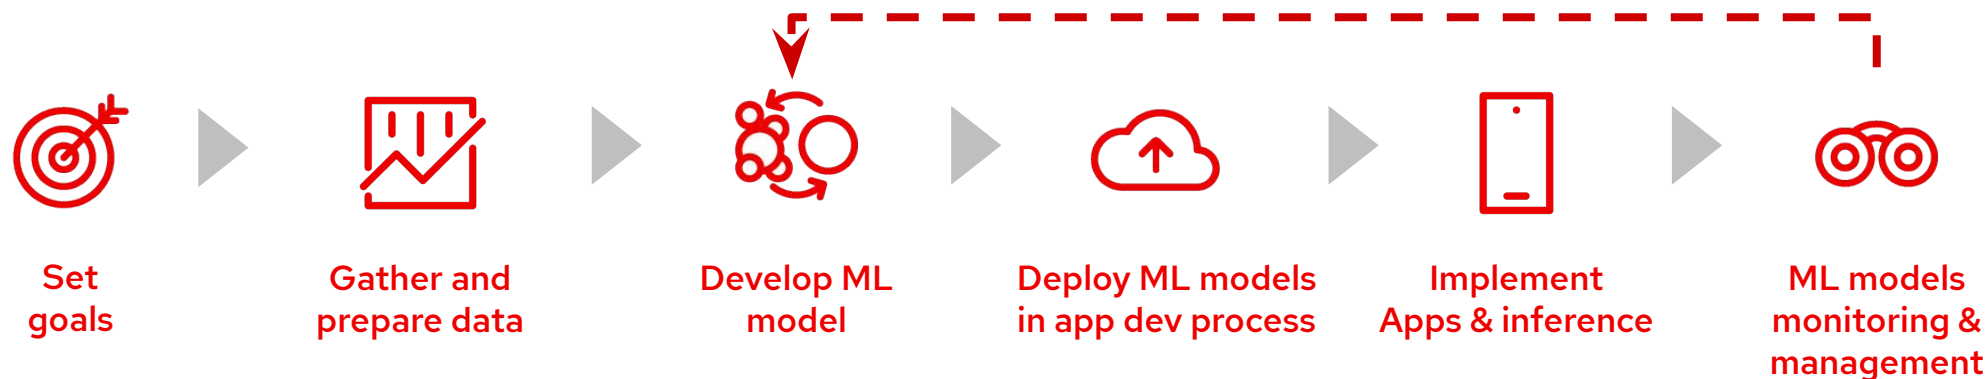 Set
goals
Gather and
prepare data
Develop ML
model
Deploy ML models
in app dev process
Implement
Apps & inference
ML models
monitoring &
management